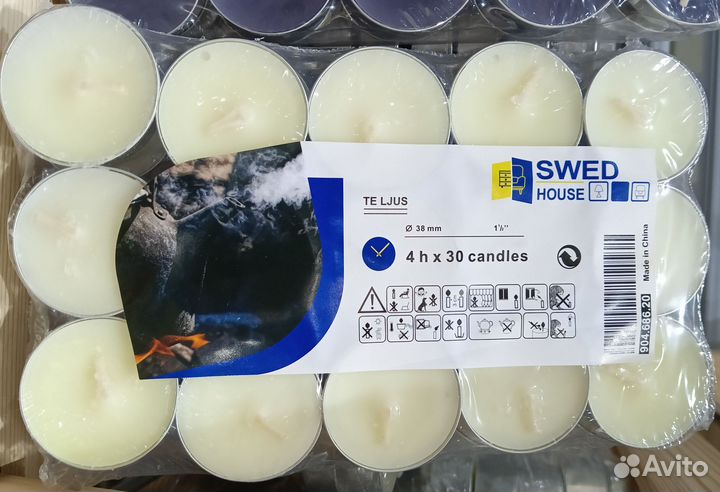 SWED
HOUSE
TE LJUS
Ø 38 mm 1½''
4 h x 30 candles
Made in China
904.686.20
Avito